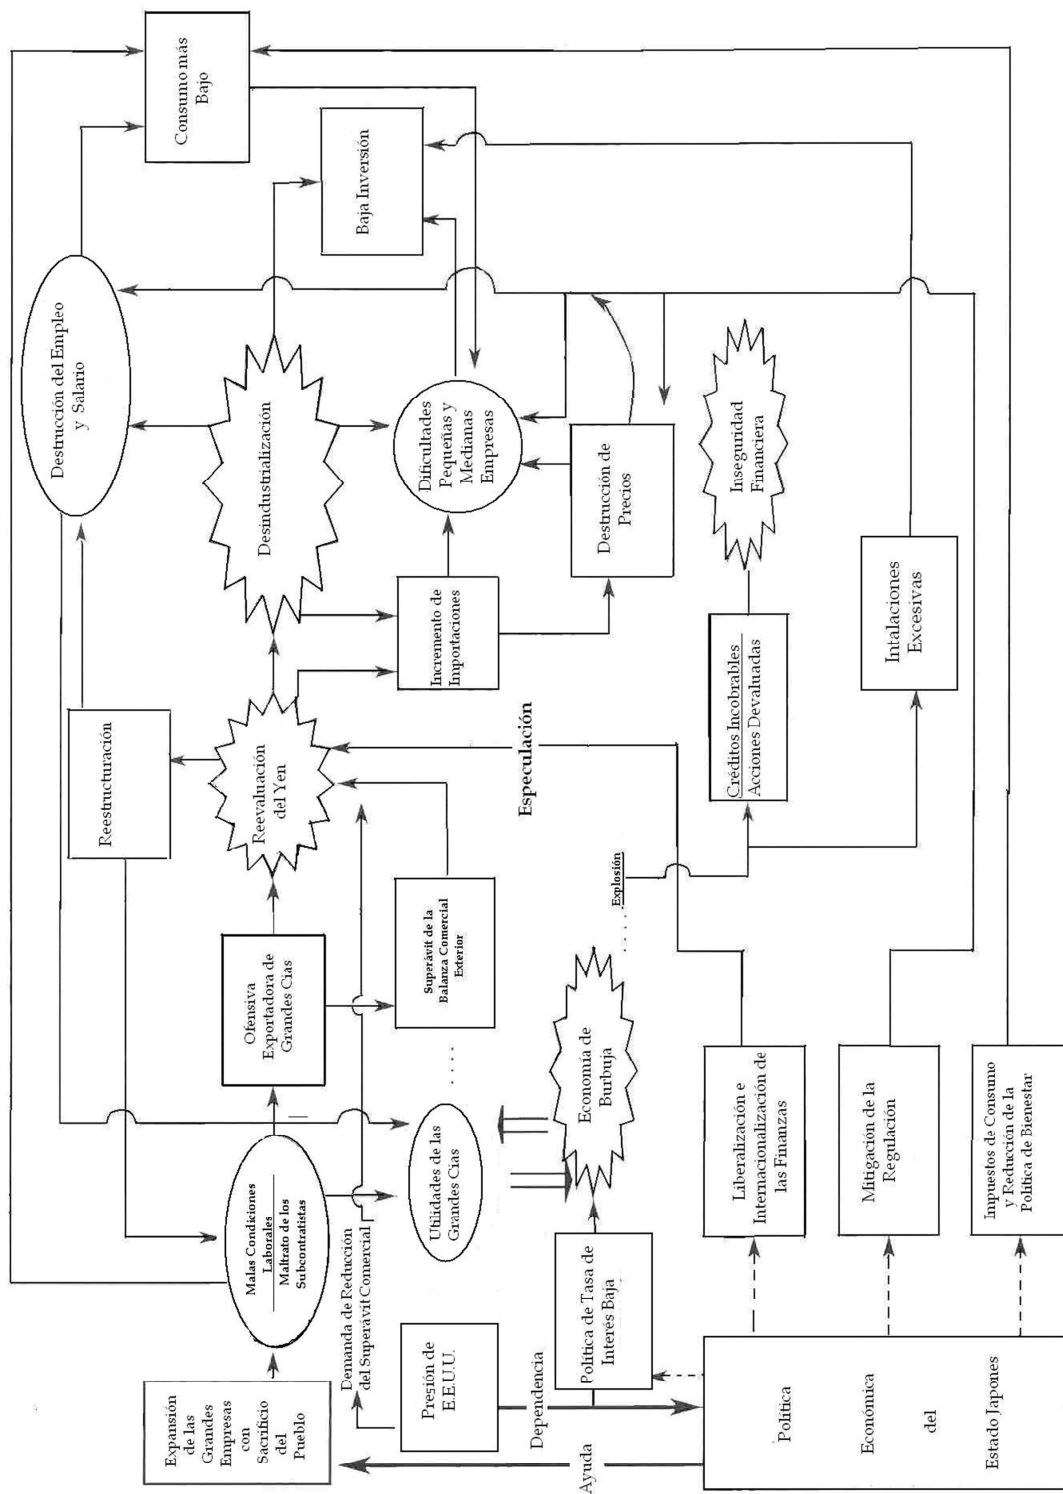 Consumo más
Bajo
Baja Inversión
Destrucción del Empleo
y Salario
Desindustrialización
Dificultades
Pequeñas y
Medianas
Empresas
Destrucción de
Precios
Inseguridad
Financiera
Reestructuración
Reevaluación
del Yen
Incremento de
Importaciones
Especulación
Créditos Incobrables
Acciones Devaluadas
Intalaciones
Excesivas
Ofensiva
Exportadora de
Grandes Cias
Superávit de la
Balanza Comercial
Exterior
Explosión
Economía de
Burbuja
Malas Condiciones
Laborales
Maltrato de los
Subcontratistas
Utilidades de las
Grandes Cias
Liberalización e
Internacionalización de
las Finanzas
Mitigación de la
Regulación
Impuestos de Consumo
y Reducción de la
Política de Bienestar
Expansión
de las
Grandes
Empresas con
Sacrificio
del
Pueblo
Demanda de Reducción
del Superávit Comercial
Presión de
E.E.U.U.
Política de Tasa de
Interés Baja
Dependencia
Ayuda
Política
Económica
del
Estado Japones